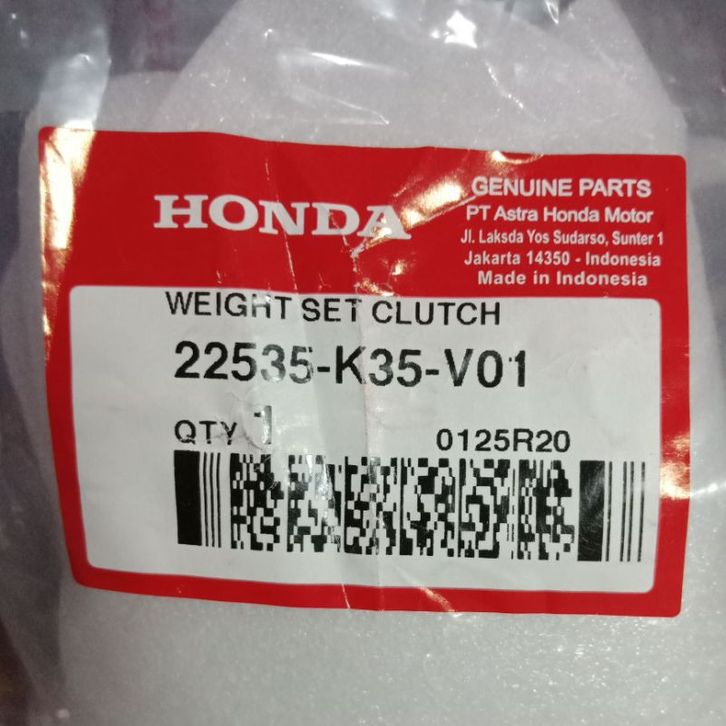 HONDA
GENUINE PARTS
PT Astra Honda Motor
Jl. Laksda Yos Sudarso, Sunter 1
Jakarta 14350 - Indonesia
Made in Indonesia
WEIGHT SET CLUTCH
22535-K35-V01
QTY 1 0125R20